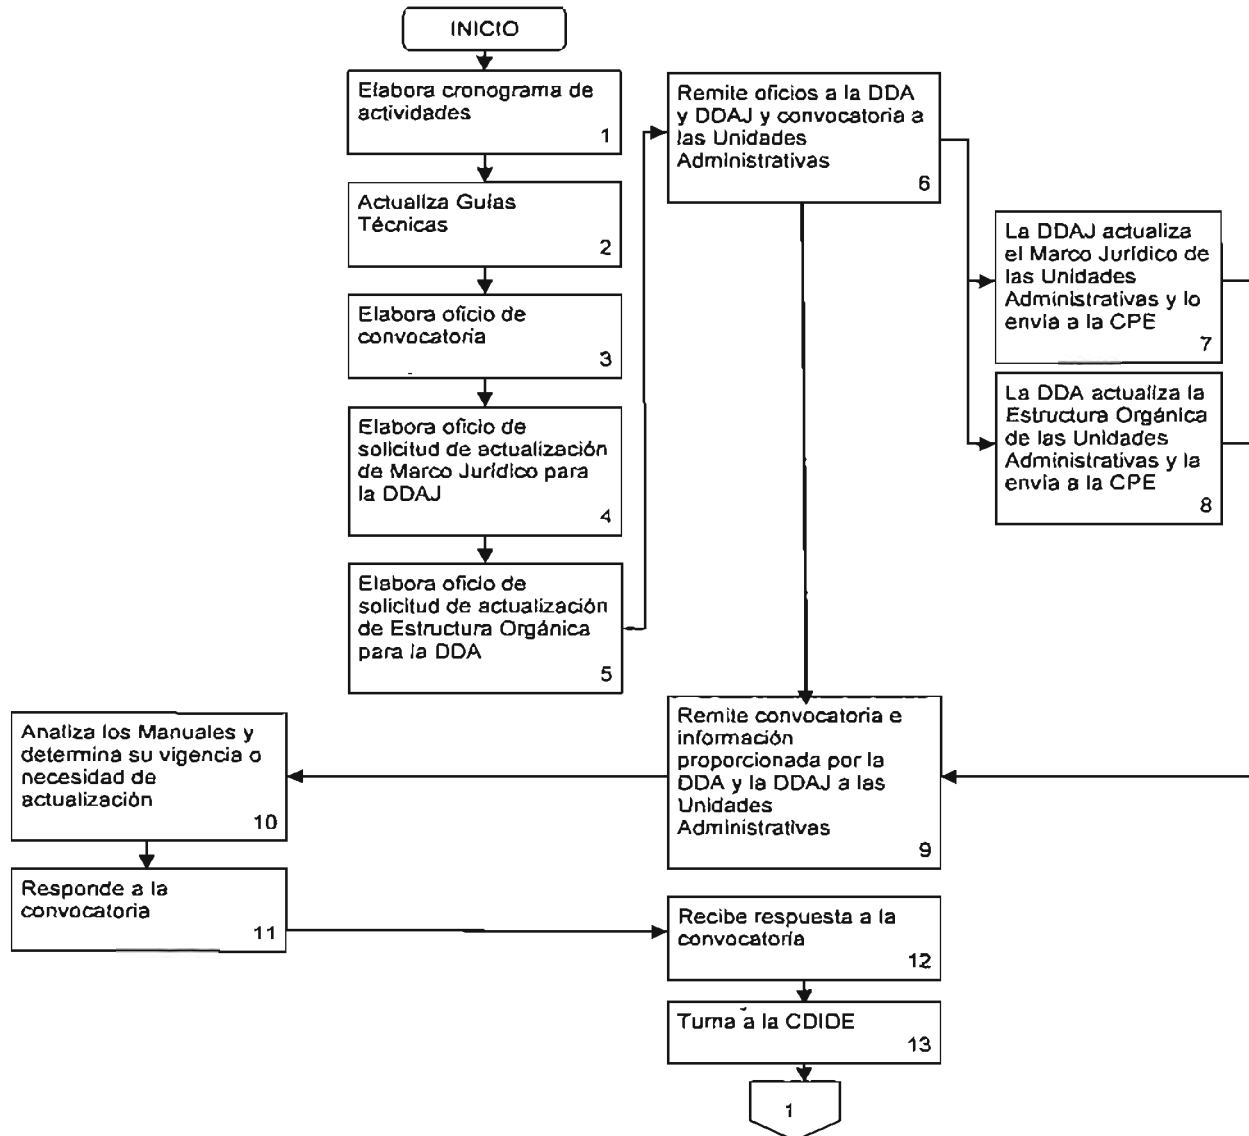 INICIO
Elabora cronograma de
actividades
1
Actualiza Guías
Técnicas
2
Elabora oficio de
convocatoria
3
Elabora oficio de
solicitud de actualización
de Marco Jurídico para
la DDAJ
4
Elabora oficio de
solicitud de actualización
de Estructura Orgánica
para la DDA
5
Remite oficios a la DDA
y DDAJ y convocatoria a
las Unidades
Administrativas
6
La DDAJ actualiza
el Marco Jurídico de
las Unidades
Administrativas y lo
envía a la CPE
7
La DDA actualiza la
Estructura Orgánica
de las Unidades
Administrativas y la
envía a la CPE
8
Remite convocatoria e
información
proporcionada por la
DDA y la DDAJ a las
Unidades
Administrativas
9
Analiza los Manuales y
determina su vigencia o
necesidad de
actualización
10
Responde a la
convocatoria
11
Recibe respuesta a la
convocatoria
12
Turna a la CDIDE
13
1